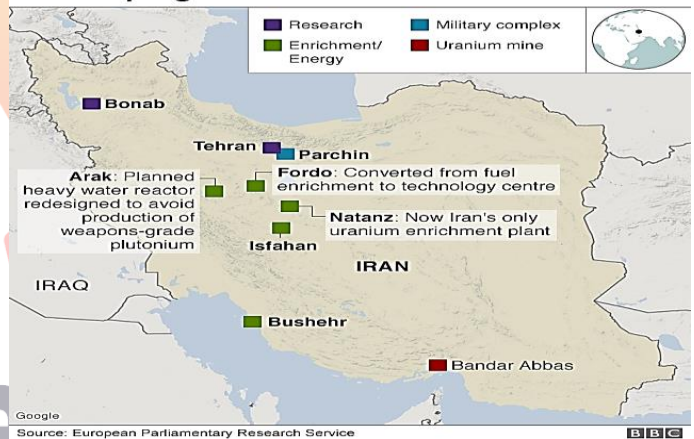 Research
Military complex
Enrichment/
Energy
Uranium mine
Bonab
Tehran
Parchin
Arak: Planned
heavy water reactor
redesigned to avoid
production of
weapons-grade
plutonium
Fordo: Converted from fuel
enrichment to technology centre
Natanz: Now Iran's only
uranium enrichment plant
Isfahan
IRAN
IRAQ
Bushehr
Bandar Abbas
Google
Source: European Parliamentary Research Service
BBC